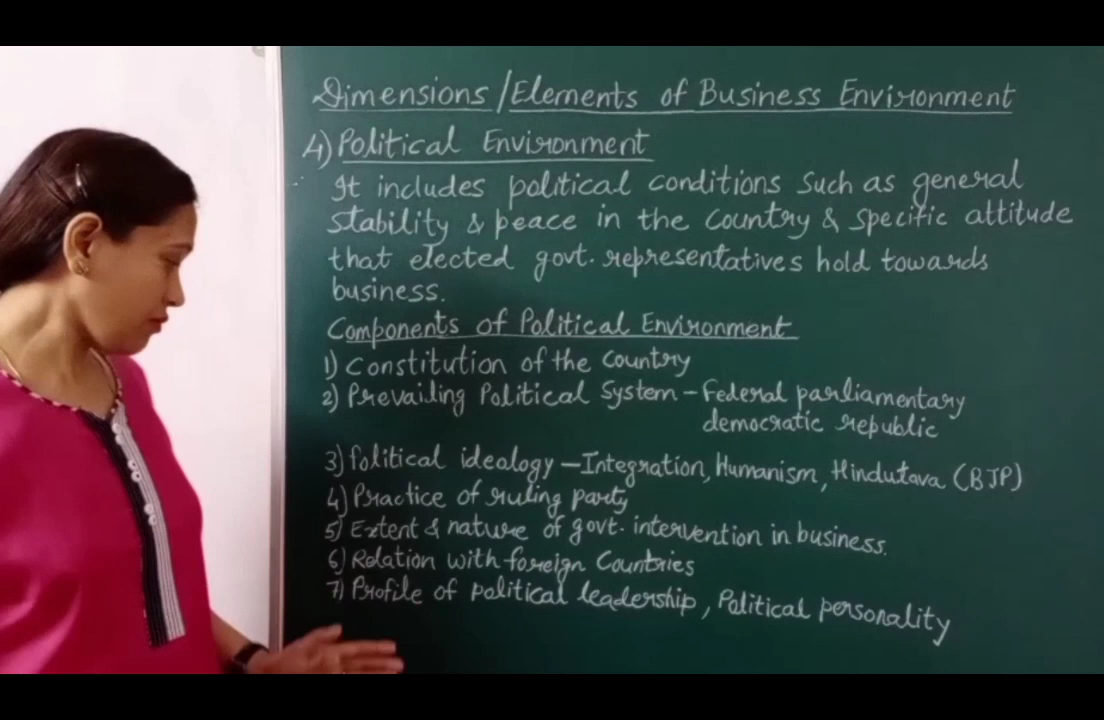 Dimensions/Elements of Business Environment
4) Political Environment
It includes political conditions such as general
stability & peace in the country & specific attitude
that elected govt. representatives hold towards
business.
Components of Political Environment
1) Constitution of the Country
2) Prevailing Political System - Federal parliamentary
democratic republic
3) Political idealogy - Integration, Humanism, Hindutava (BJP)
4) Practice of ruling party
5) Extent & nature of govt. intervention in business.
6) Relation with foreign Countries
7) Profile of political leadership, Political personality